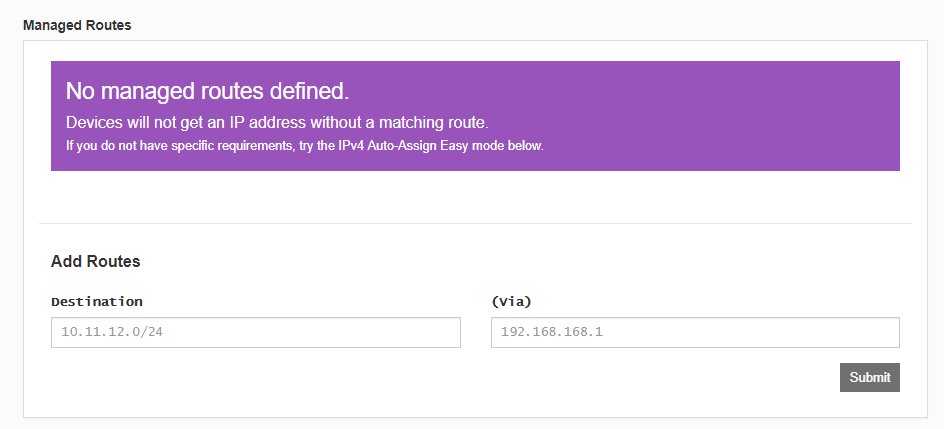 Managed Routes
No managed routes defined.
Devices will not get an IP address without a matching route.
If you do not have specific requirements, try the IPv4 Auto-Assign Easy mode below.
Add Routes
Destination
(Via)
10.11.12.0/24
192.168.168.1
Submit